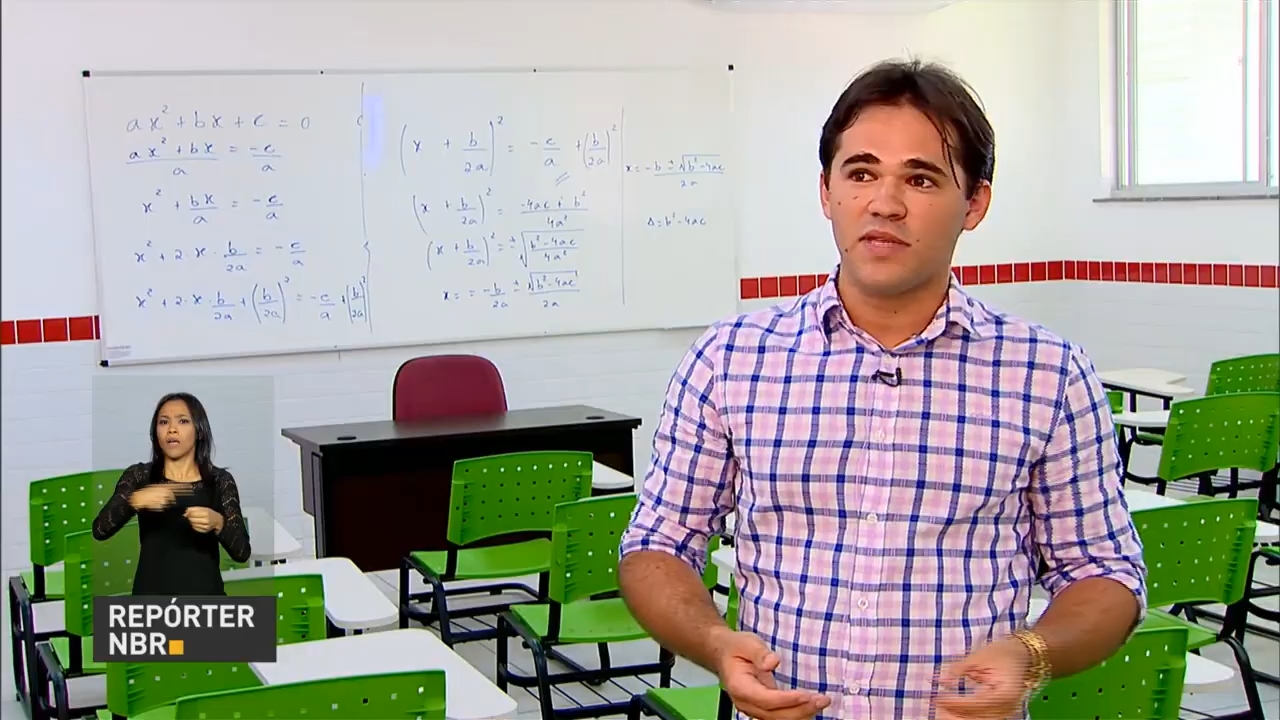 ax² + bx + c = 0
(ax² + bx)/a = -c/a
x² + bx/a = -c/a
x² + 2·x·b/2a = -c/a
x² + 2·x·b/2a + (b/2a)² = -c/a + (b/2a)²
(x + b/2a)² = -c/a + (b/2a)²
(x + b/2a)² = (-4ac + b²)/4a²
(x + b/2a)² = ±√((b² - 4ac)/4a²)
x = = -b/2a ± √(b² - 4ac)/2a
x = (-b ± √(b² - 4ac))/2a
Δ = b² - 4ac
REPÓRTER
NBR